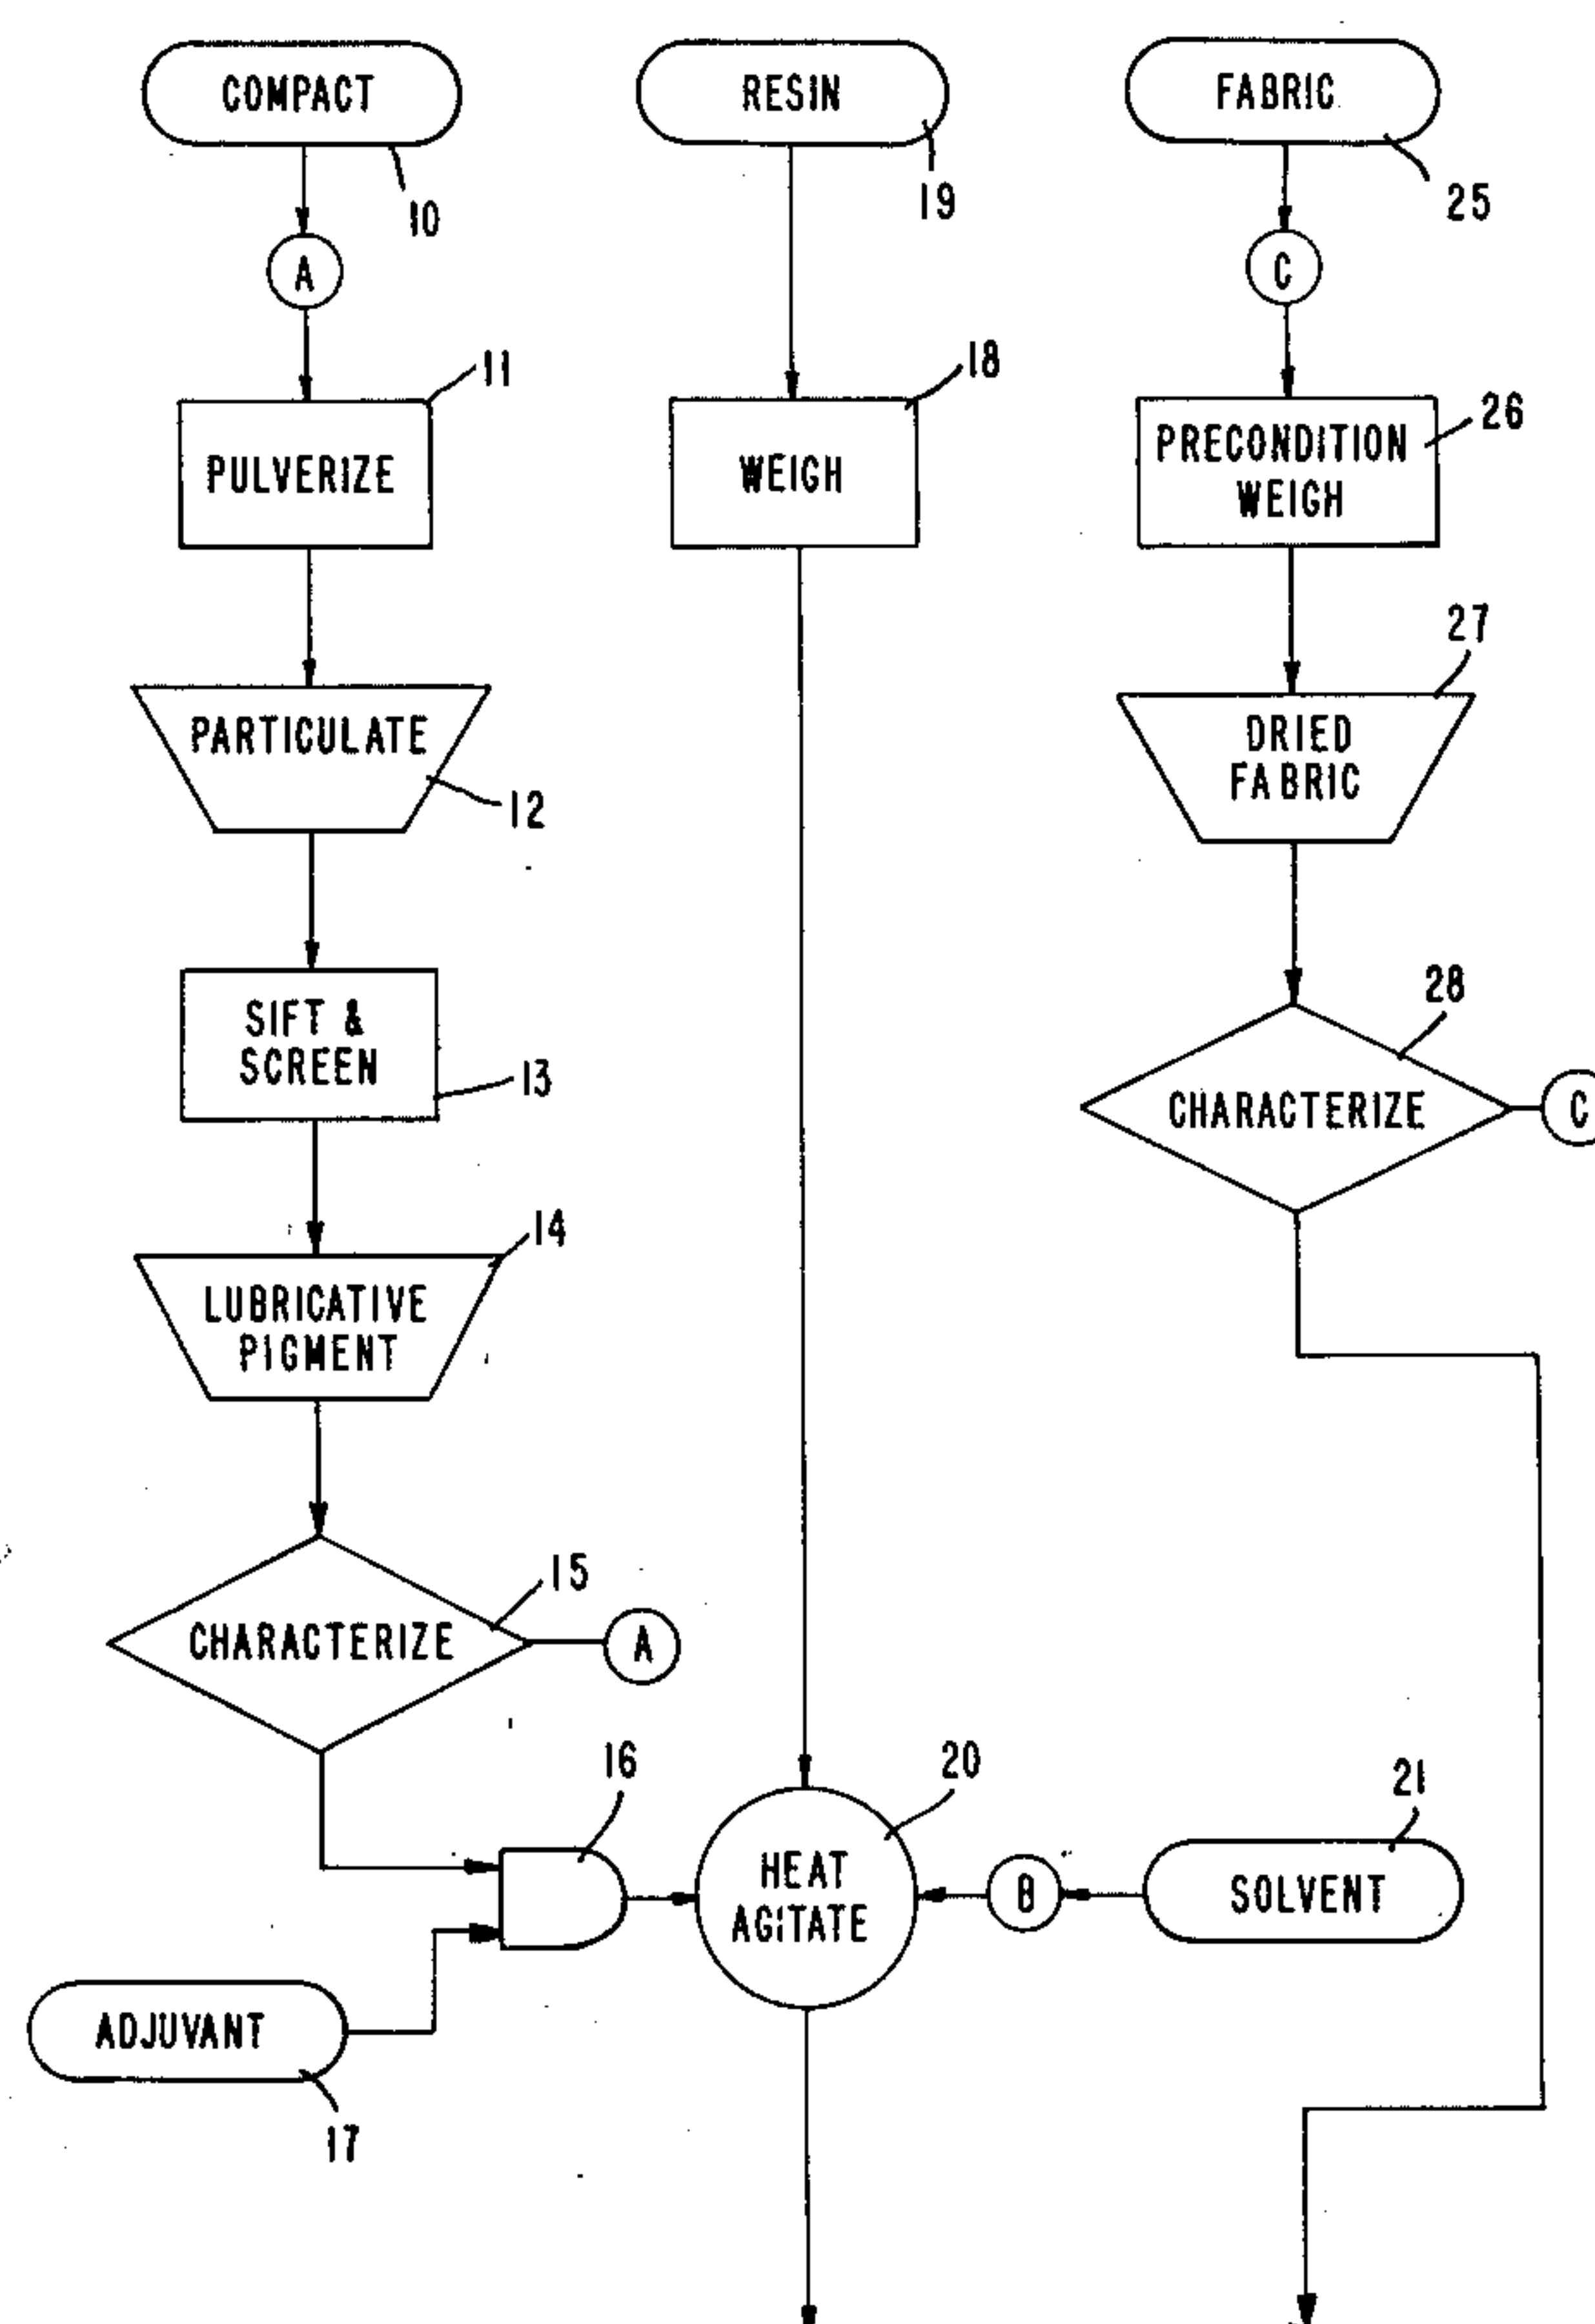 COMPACT
10
A
11
PULVERIZE
PARTICULATE
12
SIFT &
SCREEN
13
14
LUBRICATIVE
PIGMENT
15
CHARACTERIZE
A
16
ADJUVANT
17
RESIN
19
18
WEIGH
20
HEAT
AGITATE
B
21
SOLVENT
FABRIC
25
C
26
PRECONDITION
WEIGH
27
DRIED
FABRIC
28
CHARACTERIZE
C